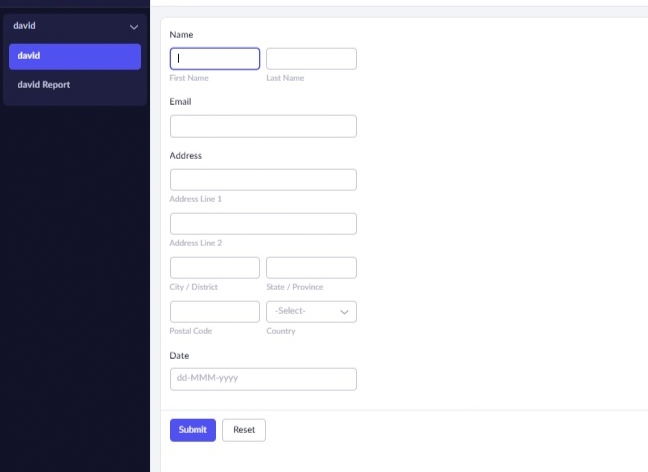 david
david
david Report
Name
First Name Last Name
Email
Address
Address Line 1
Address Line 2
City / District State / Province
-Select-
Postal Code Country
Date
dd-MMM-yyyy
Submit Reset